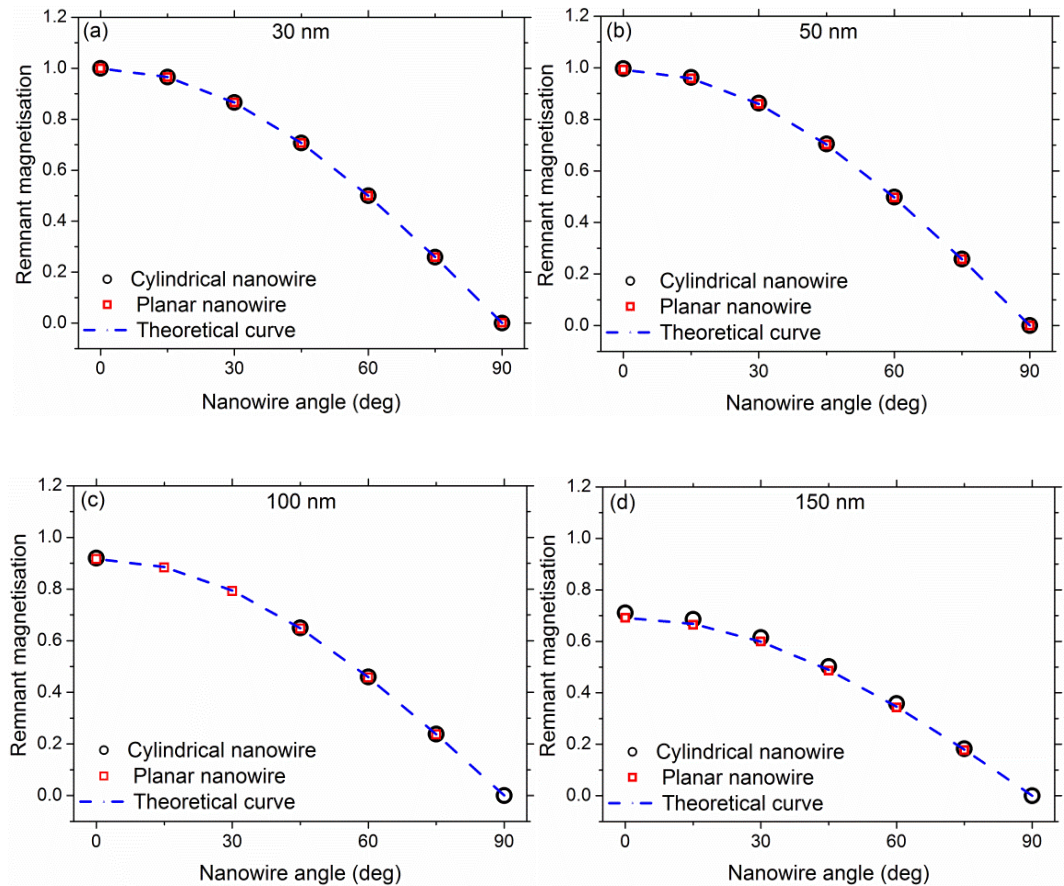 (a) 30 nm
Remnant magnetisation
1.2
1.0
0.8
0.6
0.4
0.2
0.0
Cylindrical nanowire
Planar nanowire
Theoretical curve
0 30 60 90
Nanowire angle (deg)
(b) 50 nm
Remnant magnetisation
1.2
1.0
0.8
0.6
0.4
0.2
0.0
Cylindrical nanowire
Planar nanowire
Theoretical curve
0 30 60 90
Nanowire angle (deg)
(c) 100 nm
Remnant magnetisation
1.2
1.0
0.8
0.6
0.4
0.2
0.0
Cylindrical nanowire
Planar nanowire
Theoretical curve
0 30 60 90
Nanowire angle (deg)
(d) 150 nm
Remnant magnetisation
1.2
1.0
0.8
0.6
0.4
0.2
0.0
Cylindrical nanowire
Planar nanowire
Theoretical curve
0 30 60 90
Nanowire angle (deg)